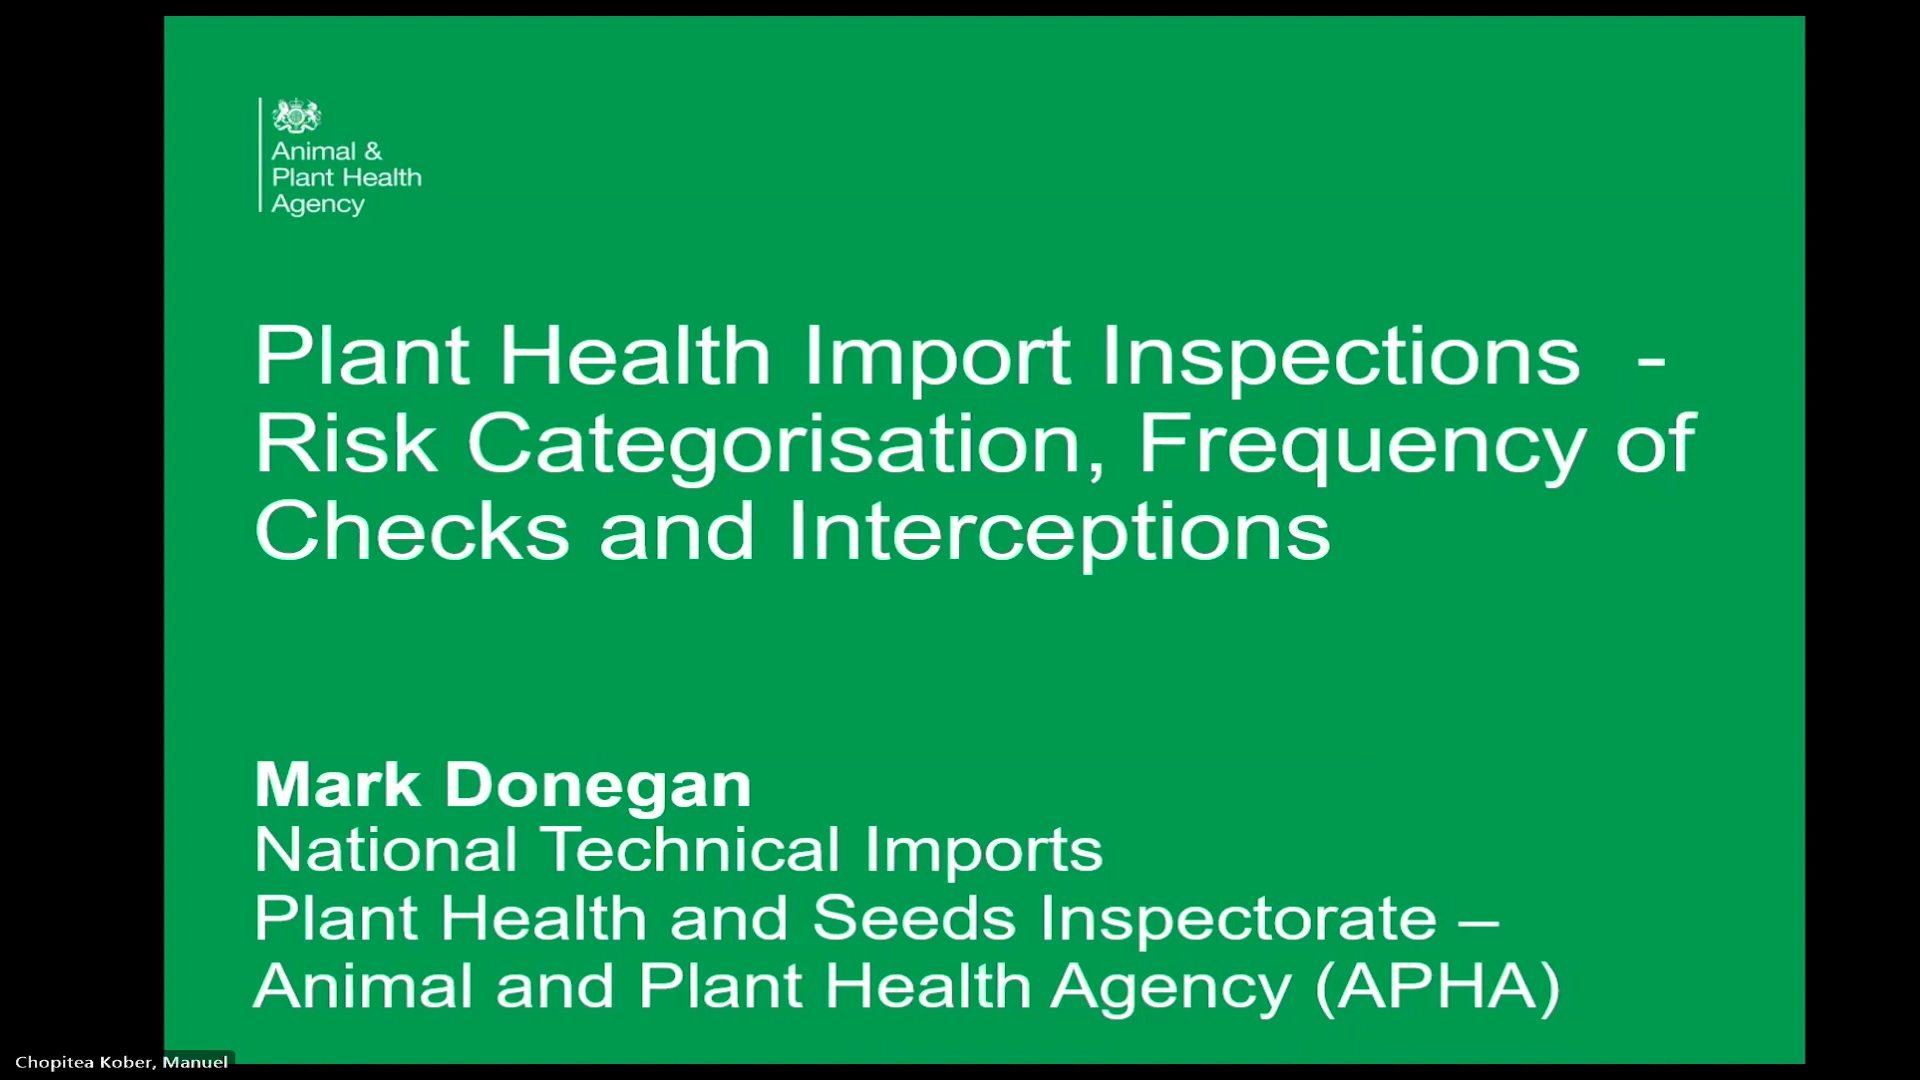 Animal &
Plant Health
Agency
Plant Health Import Inspections -
Risk Categorisation, Frequency of
Checks and Interceptions
Mark Donegan
National Technical Imports
Plant Health and Seeds Inspectorate –
Animal and Plant Health Agency (APHA)
Chopitea Kober, Manuel